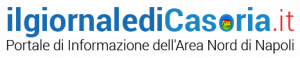 ilgiornalediCasoria.it
Portale di Informazione dell'Area Nord di Napoli